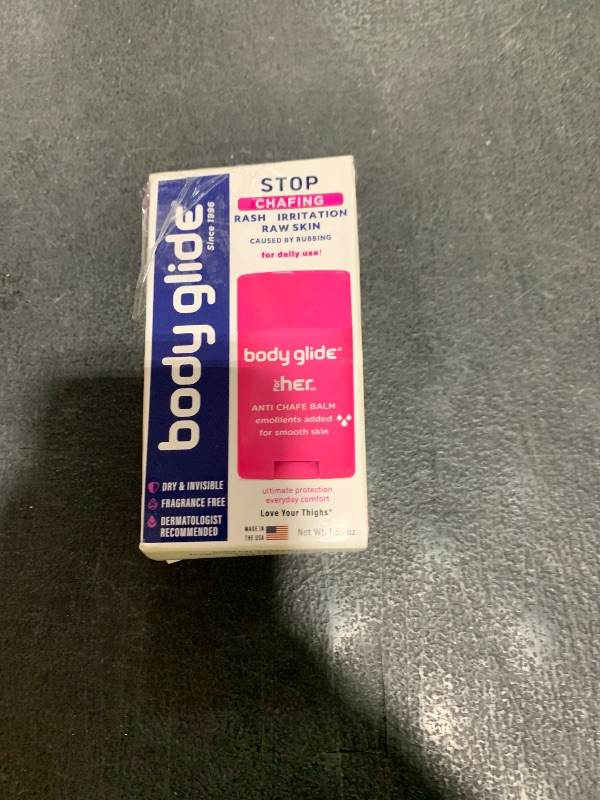 body glide®
Since 1996
STOP
CHAFING
RASH IRRITATION
RAW SKIN
CAUSED BY RUBBING
for daily use!
body glide®
for her™
ANTI CHAFE BALM
emollients added
for smooth skin
DRY & INVISIBLE
FRAGRANCE FREE
DERMATOLOGIST
RECOMMENDED
ultimate protection
everyday comfort
Love Your Thighs®
MADE IN
THE USA
Net Wt. oz